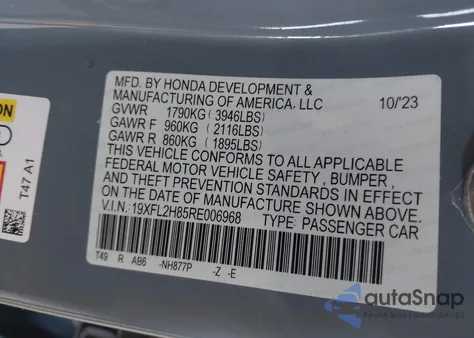 MFD. BY HONDA DEVELOPMENT &
MANUFACTURING OF AMERICA, LLC 10/'23
GVWR 1790KG (3946LBS)
GAWR F 960KG (2116LBS)
GAWR R 860KG (1895LBS)
THIS VEHICLE CONFORMS TO ALL APPLICABLE
FEDERAL MOTOR VEHICLE SAFETY, BUMPER,
AND THEFT PREVENTION STANDARDS IN EFFECT
ON THE DATE OF MANUFACTURE SHOWN ABOVE.
V.I.N.: 19XFL2H85RE006968 TYPE: PASSENGER CAR
T49 R AB6 -NH877P -Z -E
ON
T47 A1
autoSnap